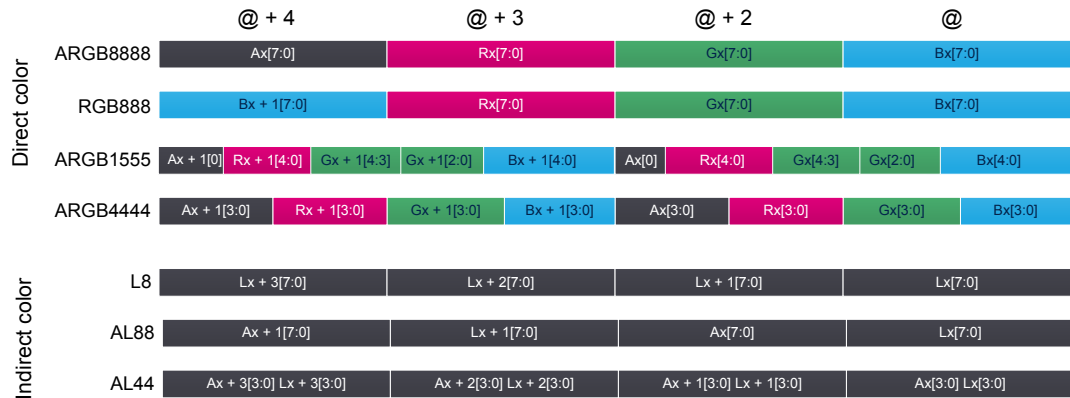 @ + 4 @ + 3 @ + 2 @
Direct color
ARGB8888 Ax[7:0] Rx[7:0] Gx[7:0] Bx[7:0]
RGB888 Bx + 1[7:0] Rx[7:0] Gx[7:0] Bx[7:0]
ARGB1555 Ax + 1[0] Rx + 1[4:0] Gx + 1[4:3] Gx +1[2:0] Bx + 1[4:0] Ax[0] Rx[4:0] Gx[4:3] Gx[2:0] Bx[4:0]
ARGB4444 Ax + 1[3:0] Rx + 1[3:0] Gx + 1[3:0] Bx + 1[3:0] Ax[3:0] Rx[3:0] Gx[3:0] Bx[3:0]
Indirect color
L8 Lx + 3[7:0] Lx + 2[7:0] Lx + 1[7:0] Lx[7:0]
AL88 Ax + 1[7:0] Lx + 1[7:0] Ax[7:0] Lx[7:0]
AL44 Ax + 3[3:0] Lx + 3[3:0] Ax + 2[3:0] Lx + 2[3:0] Ax + 1[3:0] Lx + 1[3:0] Ax[3:0] Lx[3:0]